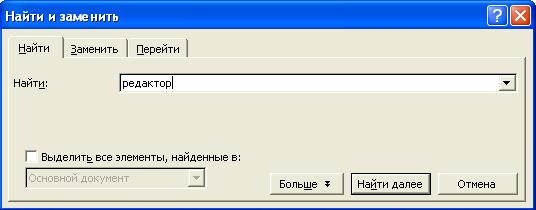 Найти и заменить
Найти Заменить Перейти
Найти: редактор
Выделить все элементы, найденные в:
Основной документ
Больше Найти далее Отмена